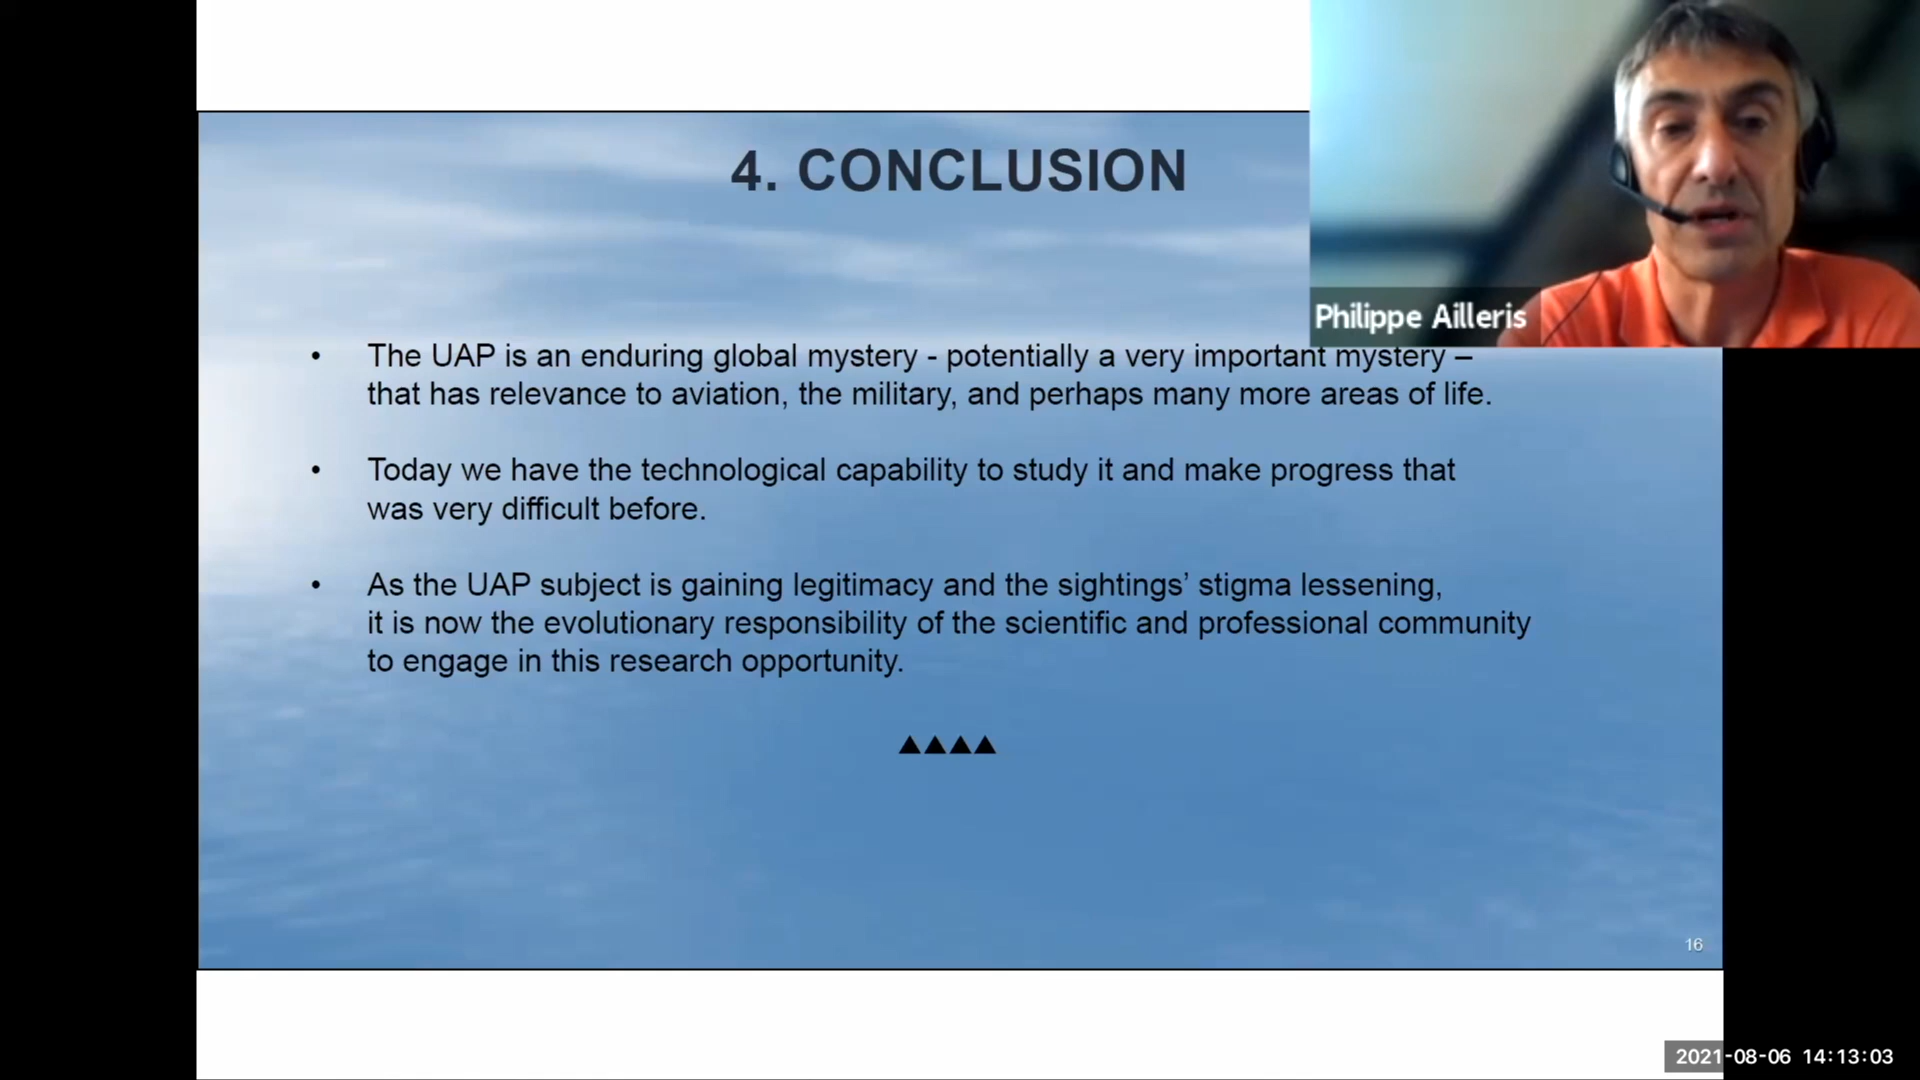 4. CONCLUSION
Philippe Ailleris
• The UAP is an enduring global mystery - potentially a very important mystery –
that has relevance to aviation, the military, and perhaps many more areas of life.
• Today we have the technological capability to study it and make progress that
was very difficult before.
• As the UAP subject is gaining legitimacy and the sightings’ stigma lessening,
it is now the evolutionary responsibility of the scientific and professional community
to engage in this research opportunity.
16
2021-08-06 14:13:03